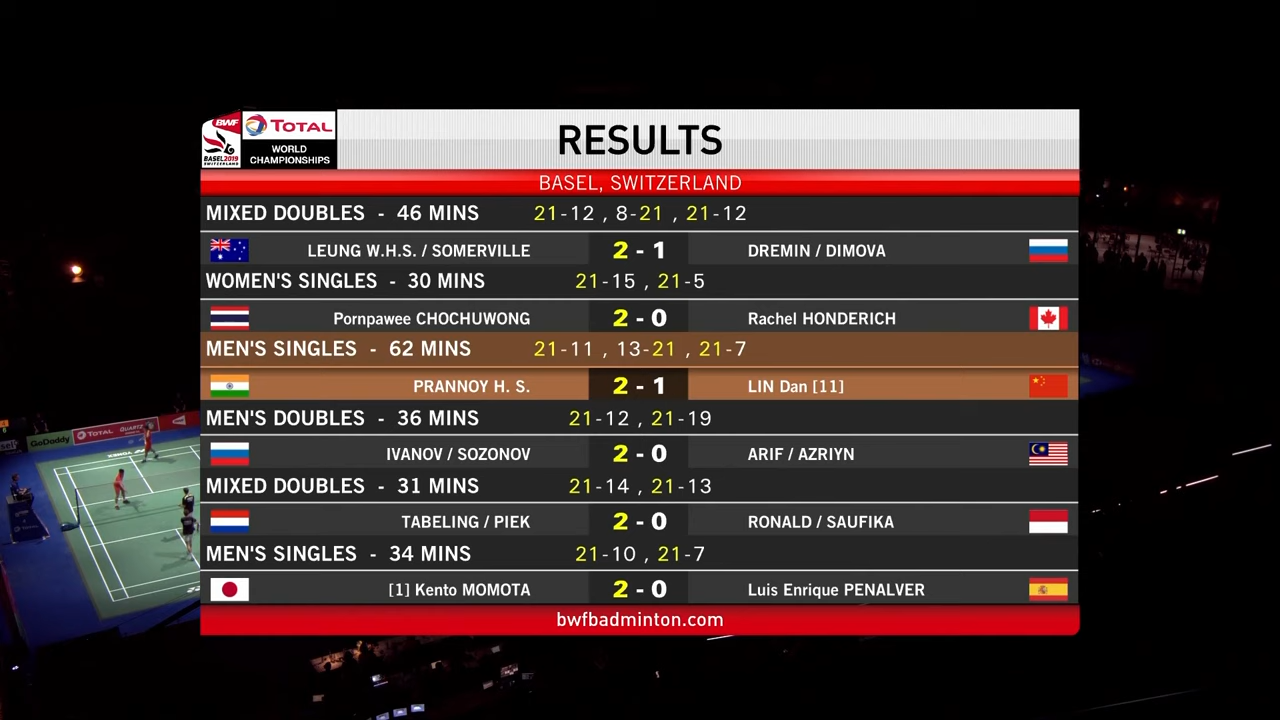 BWF
TOTAL
BASEL 2019
SWITZERLAND
WORLD
CHAMPIONSHIPS
RESULTS
BASEL, SWITZERLAND
MIXED DOUBLES - 46 MINS 21-12 , 8-21 , 21-12
LEUNG W.H.S. / SOMERVILLE 2 - 1 DREMIN / DIMOVA
WOMEN'S SINGLES - 30 MINS 21-15 , 21-5
Pornpawee CHOCHUWONG 2 - 0 Rachel HONDERICH
MEN'S SINGLES - 62 MINS 21-11 , 13-21 , 21-7
PRANNOY H. S. 2 - 1 LIN Dan [11]
MEN'S DOUBLES - 36 MINS 21-12 , 21-19
IVANOV / SOZONOV 2 - 0 ARIF / AZRIYN
MIXED DOUBLES - 31 MINS 21-14 , 21-13
TABELING / PIEK 2 - 0 RONALD / SAUFIKA
MEN'S SINGLES - 34 MINS 21-10 , 21-7
[1] Kento MOMOTA 2 - 0 Luis Enrique PENALVER
bwfbadminton.com
GoDaddy
TOTAL